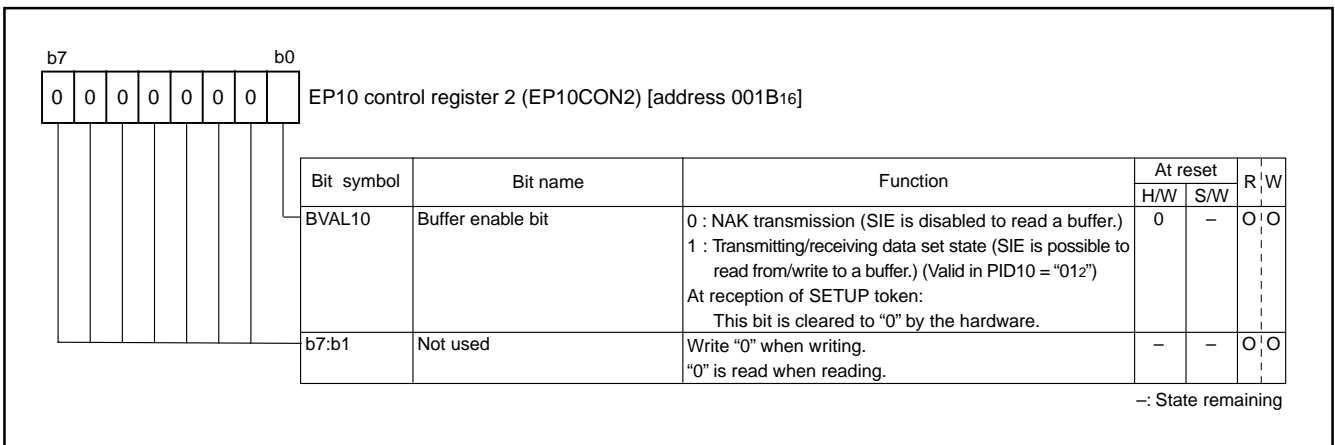 b7 b0
0 0 0 0 0 0 0
EP10 control register 2 (EP10CON2) [address 001B16]
Bit symbol Bit name Function At reset R W
H/W S/W
BVAL10 Buffer enable bit 0 : NAK transmission (SIE is disabled to read a buffer.) 0 – O O
1 : Transmitting/receiving data set state (SIE is possible to
read from/write to a buffer.) (Valid in PID10 = “012”)
At reception of SETUP token:
This bit is cleared to “0” by the hardware.
b7:b1 Not used Write “0” when writing. – – O O
“0” is read when reading.
–: State remaining